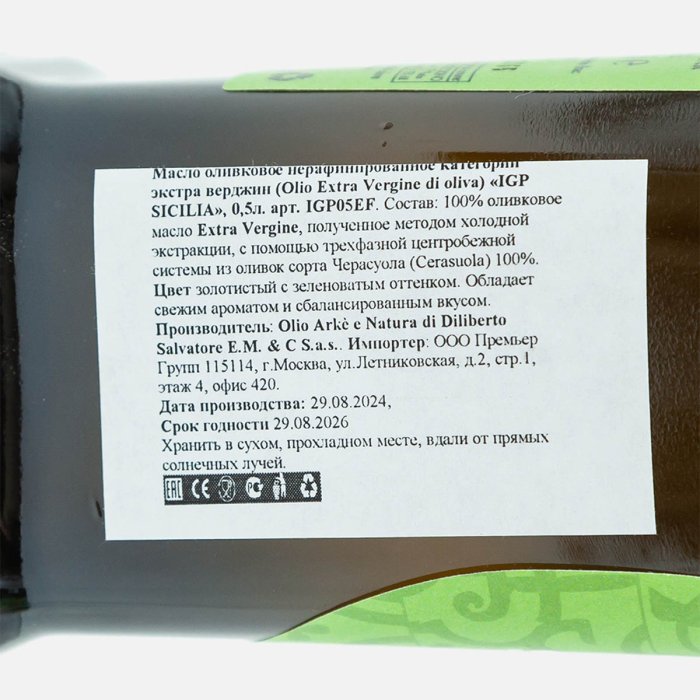 Масло оливковое нерафинированное категории
экстра верджин (Olio Extra Vergine di oliva) «IGP
SICILIA», 0,5л. арт. IGP05EF. Состав: 100% оливковое
масло Extra Vergine, полученное методом холодной
экстракции, с помощью трехфазной центробежной
системы из оливок сорта Черасуола (Cerasuola) 100%.
Цвет золотистый с зеленоватым оттенком. Обладает
свежим ароматом и сбалансированным вкусом.
Производитель: Olio Arkè e Natura di Diliberto
Salvatore E.M. & C S.a.s.. Импортер: ООО Премьер
Групп 115114, г.Москва, ул.Летниковская, д.2, стр.1,
этаж 4, офис 420.
Дата производства: 29.08.2024,
Срок годности 29.08.2026
Хранить в сухом, прохладном месте, вдали от прямых
солнечных лучей.
EAC CE РСТ